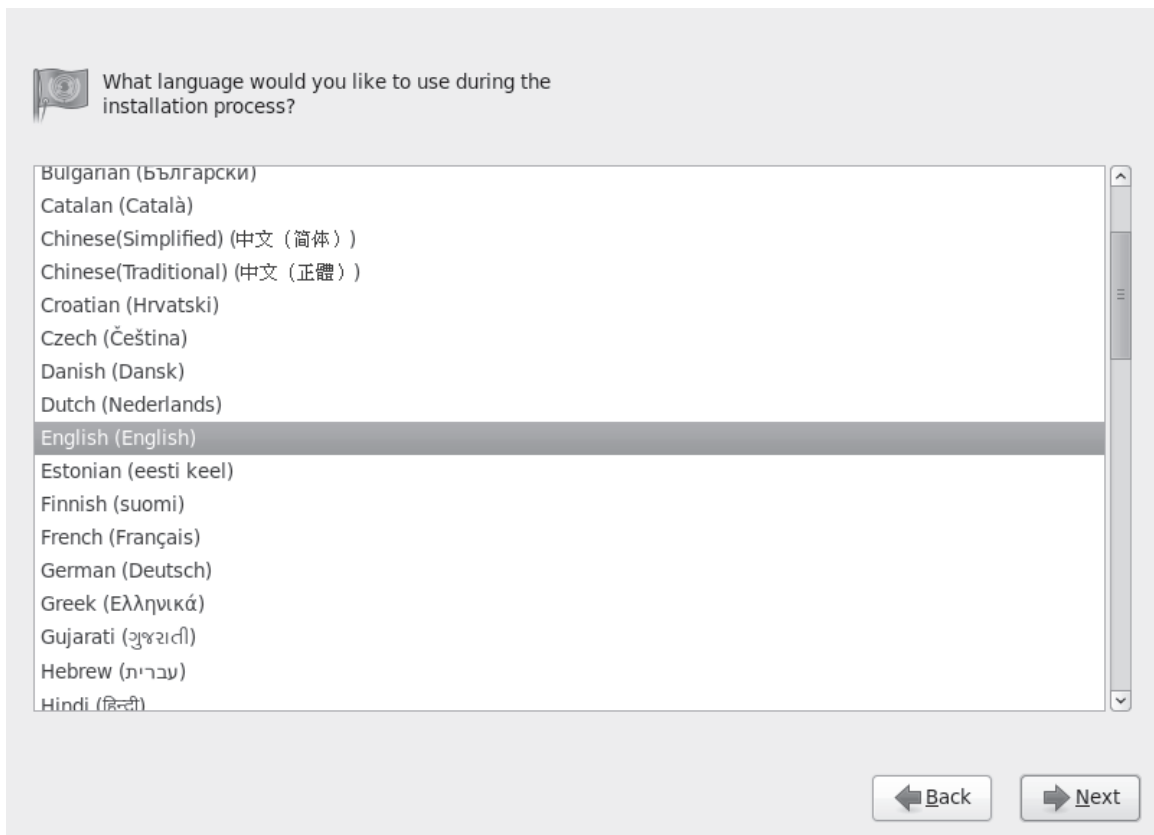 What language would you like to use during the
installation process?
Bulgarian (Български)
Catalan (Català)
Chinese(Simplified) (中文（简体）)
Chinese(Traditional) (中文（正體）)
Croatian (Hrvatski)
Czech (Čeština)
Danish (Dansk)
Dutch (Nederlands)
English (English)
Estonian (eesti keel)
Finnish (suomi)
French (Français)
German (Deutsch)
Greek (Ελληνικά)
Gujarati (ગુજરાતી)
Hebrew (עברית)
Hindi (हिन्दी)
Back
Next